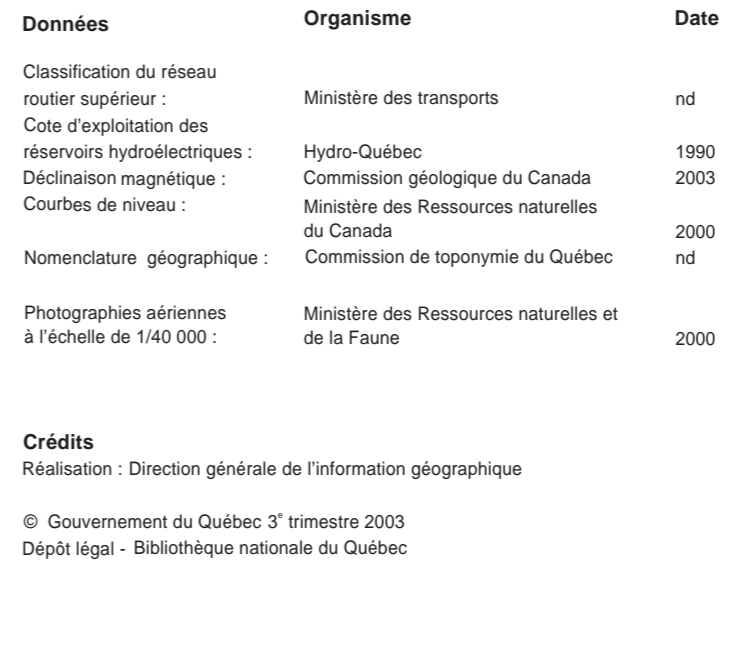 Données Organisme Date
Classification du réseau
routier supérieur : Ministère des transports nd
Cote d'exploitation des
réservoirs hydroélectriques : Hydro-Québec 1990
Déclinaison magnétique : Commission géologique du Canada 2003
Courbes de niveau : Ministère des Ressources naturelles
du Canada 2000
Nomenclature géographique : Commission de toponymie du Québec nd
Photographies aériennes Ministère des Ressources naturelles et
à l'échelle de 1/40 000 : de la Faune 2000
Crédits
Réalisation : Direction générale de l'information géographique
© Gouvernement du Québec 3e trimestre 2003
Dépôt légal - Bibliothèque nationale du Québec